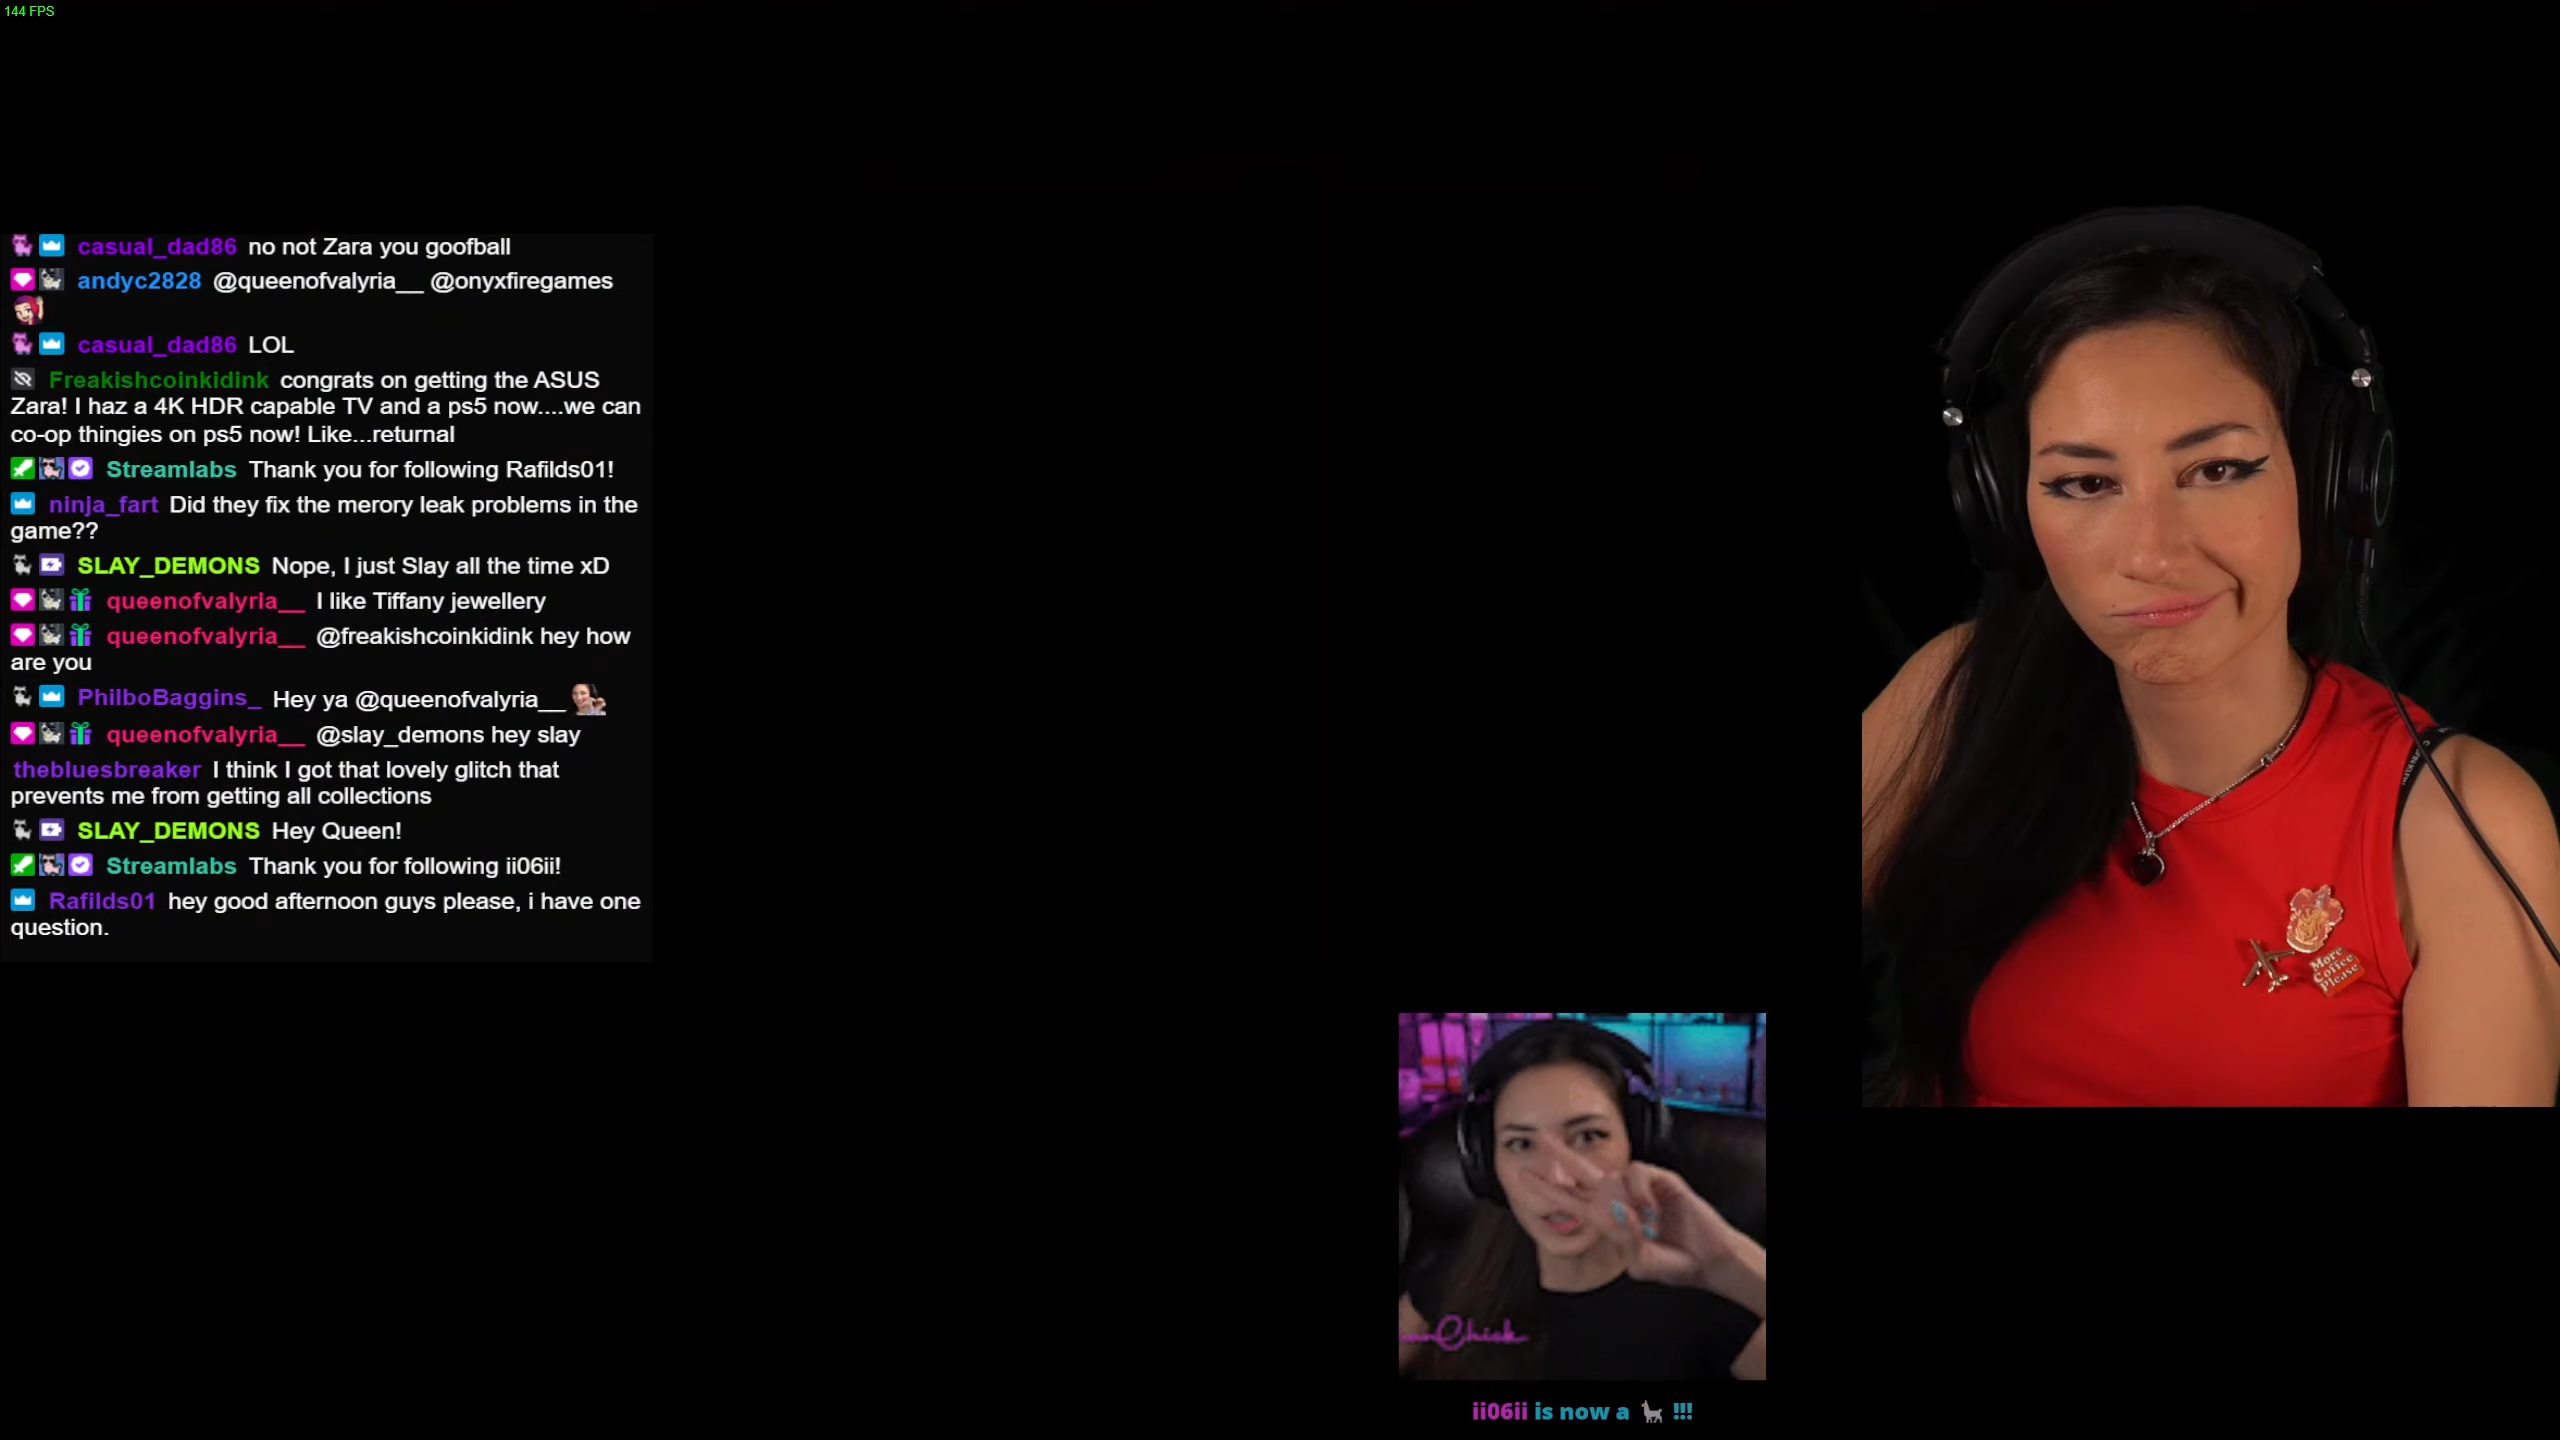 144 FPS
casual_dad86 no not Zara you goofball
andyc2828 @queenofvalyria__ @onyxfiregames
casual_dad86 LOL
Freakishcoinkidink congrats on getting the ASUS
Zara! I haz a 4K HDR capable TV and a ps5 now....we can
co-op thingies on ps5 now! Like...returnal
Streamlabs Thank you for following Rafilds01!
ninja_fart Did they fix the merory leak problems in the
game??
SLAY_DEMONS Nope, I just Slay all the time xD
queenofvalyria__ I like Tiffany jewellery
queenofvalyria__ @freakishcoinkidink hey how
are you
PhilboBaggins_ Hey ya @queenofvalyria__
queenofvalyria__ @slay_demons hey slay
thebluesbreaker I think I got that lovely glitch that
prevents me from getting all collections
SLAY_DEMONS Hey Queen!
Streamlabs Thank you for following ii06ii!
Rafilds01 hey good afternoon guys please, i have one
question.
More
Coffee
Please
Chick
ii06ii is now a !!!